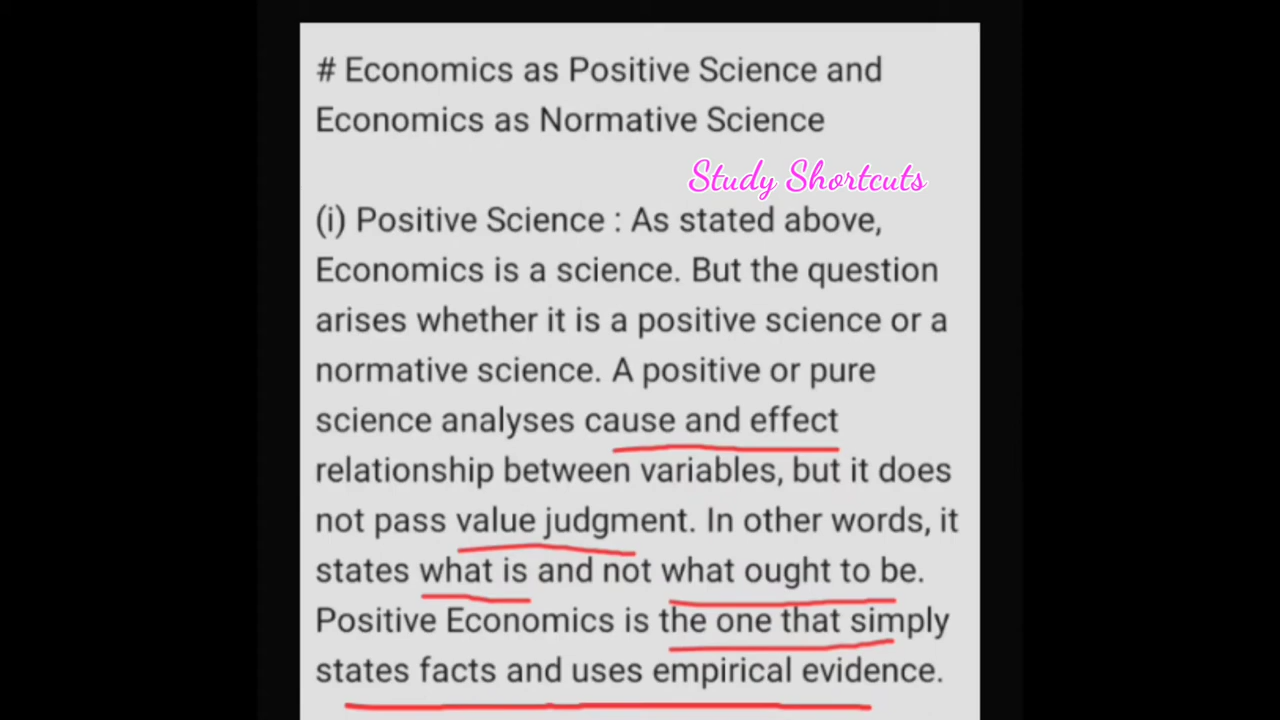 # Economics as Positive Science and
Economics as Normative Science
Study Shortcuts
(i) Positive Science : As stated above,
Economics is a science. But the question
arises whether it is a positive science or a
normative science. A positive or pure
science analyses cause and effect
relationship between variables, but it does
not pass value judgment. In other words, it
states what is and not what ought to be.
Positive Economics is the one that simply
states facts and uses empirical evidence.